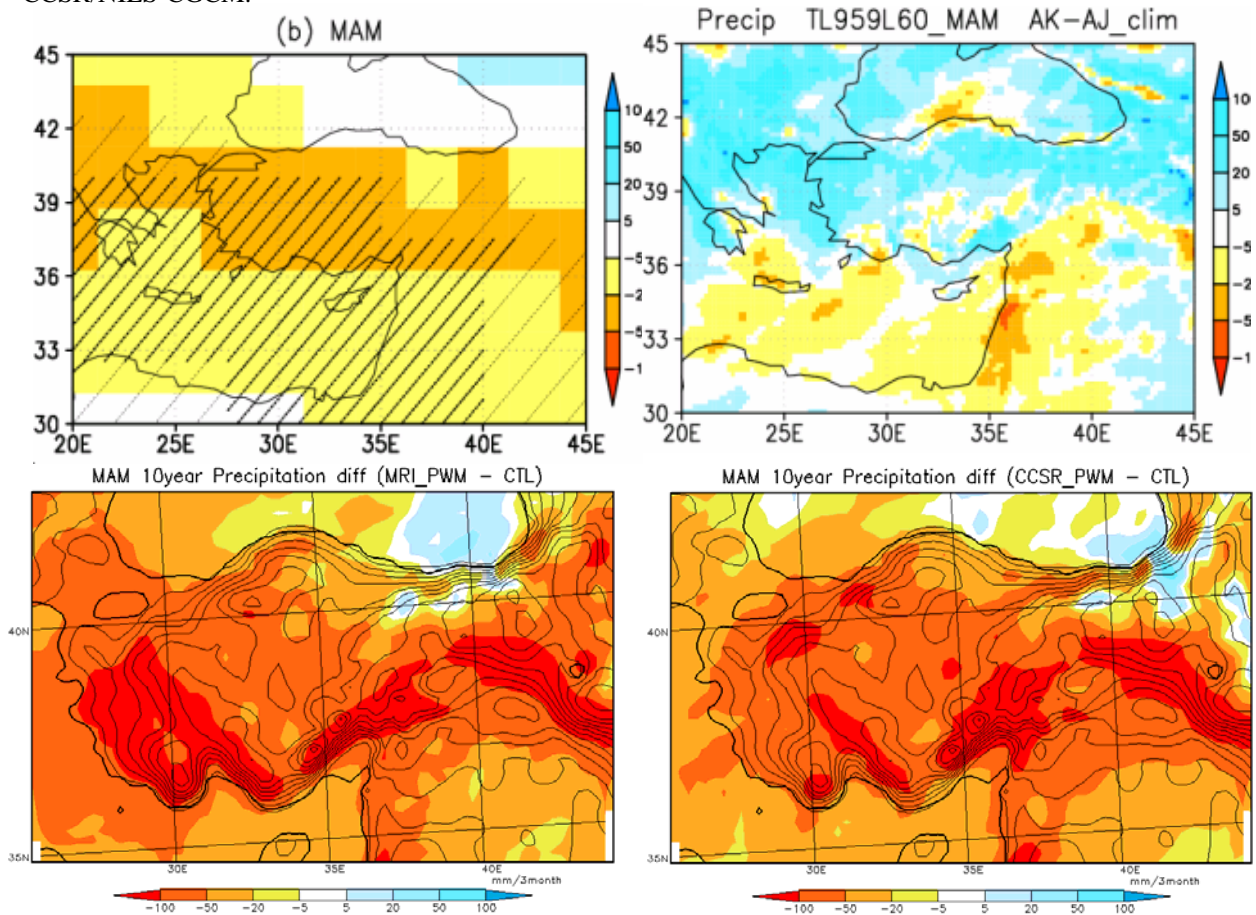 CCSR/NIES CGCM.
(b) MAM
45
42
39
36
33
30
20E 25E 30E 35E 40E 45E
10
50
20
5
-5
-2
-5
-1
Precip TL959L60_MAM AK-AJ_clim
45
42
39
36
33
30
20E 25E 30E 35E 40E 45E
10
50
20
5
-5
-2
-5
-1
MAM 10year Precipitation diff (MRI_PWM - CTL)
40N
35N
30E 35E 40E
mm/3month
-100 -50 -20 -5 5 20 50 100
MAM 10year Precipitation diff (CCSR_PWM - CTL)
40N
35N
30E 35E 40E
mm/3month
-100 -50 -20 -5 5 20 50 100